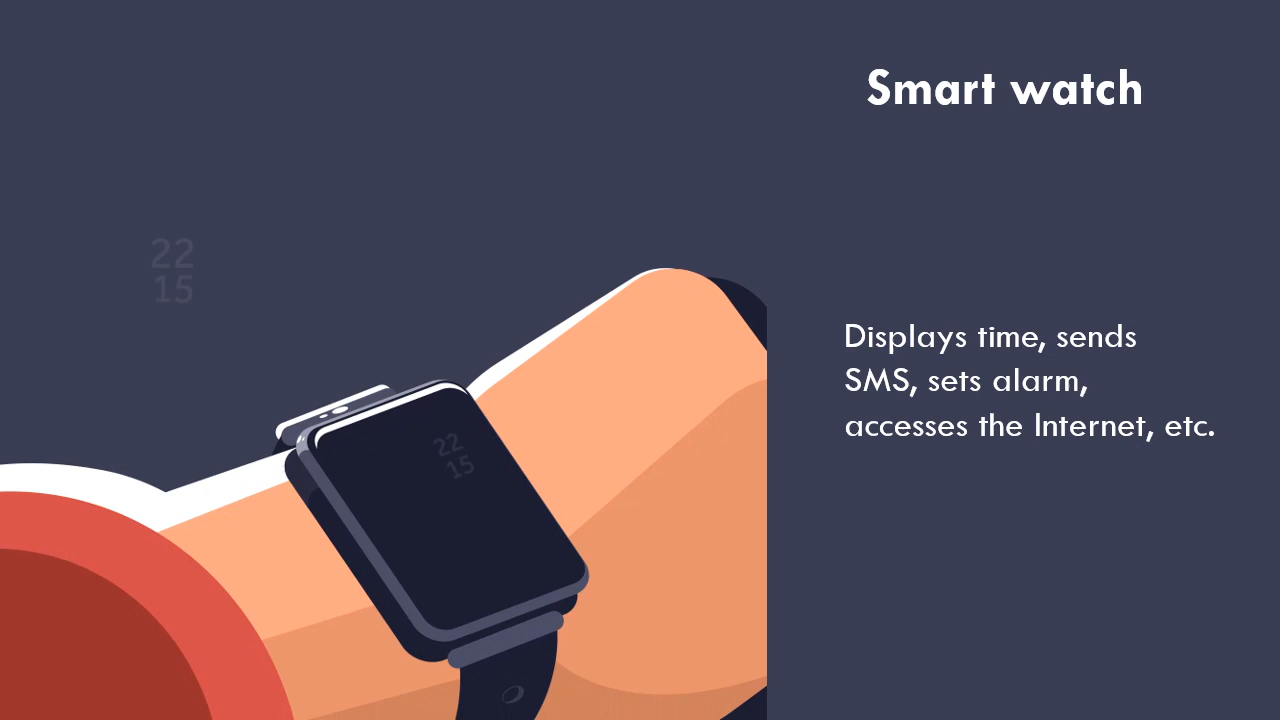 Smart watch
22
15
22
15
Displays time, sends
SMS, sets alarm,
accesses the Internet, etc.